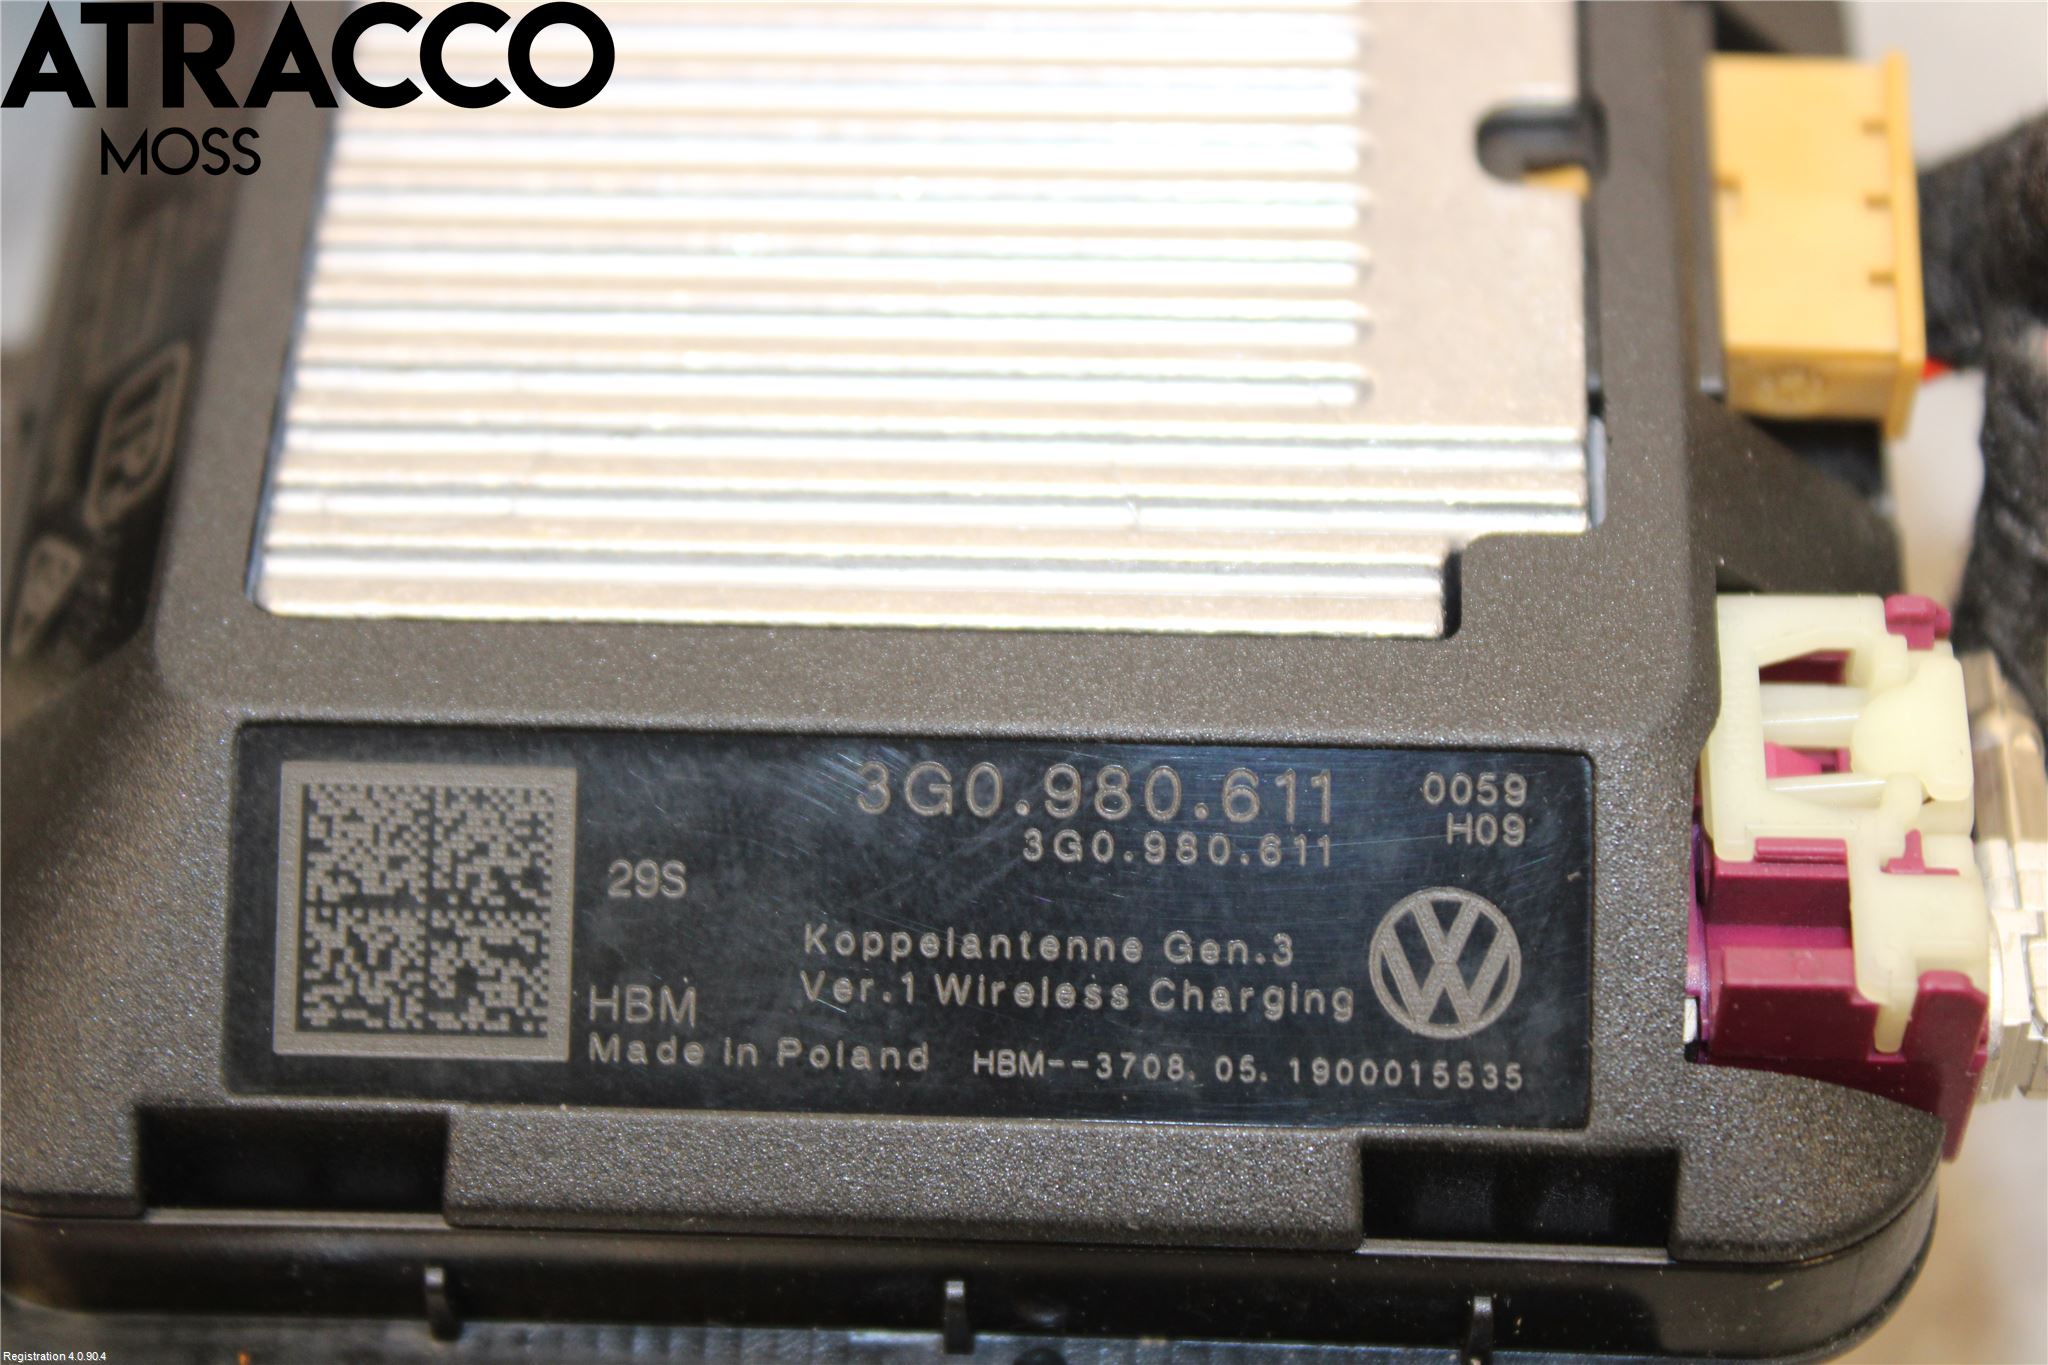 ATRACCO
MOSS
TR
3G0.980.611
3G0.980.611
0059
H09
29S
Koppelantenne Gen.3
Ver.1 Wireless Charging
HBM
Made in Poland
HBM--3708. 05. 1900015535
Registration 4.0.90.4